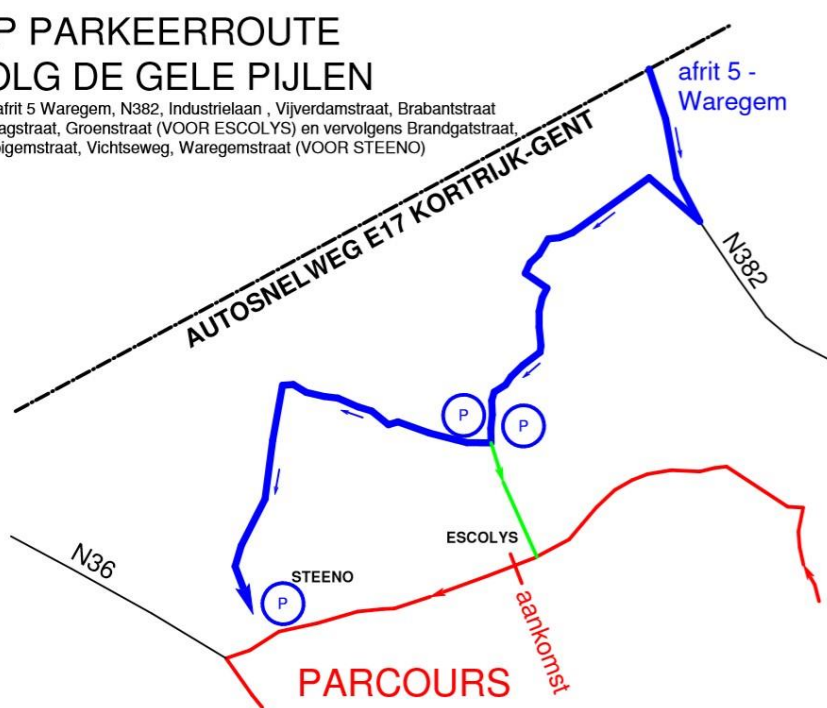 P PARKEERROUTE
OLG DE GELE PIJLEN
afrit 5 Waregem, N382, Industrielaan , Vijverdamstraat, Brabantstraat
agstraat, Groenstraat (VOOR ESCOLYS) en vervolgens Brandgatstraat,
igemstraat, Vichtseweg, Waregemstraat (VOOR STEENO)
afrit 5 -
Waregem
AUTOSNELWEG E17 KORTRIJK-GENT
N382
P
P
ESCOLYS
N36
STEENO
P
aankomst
PARCOURS